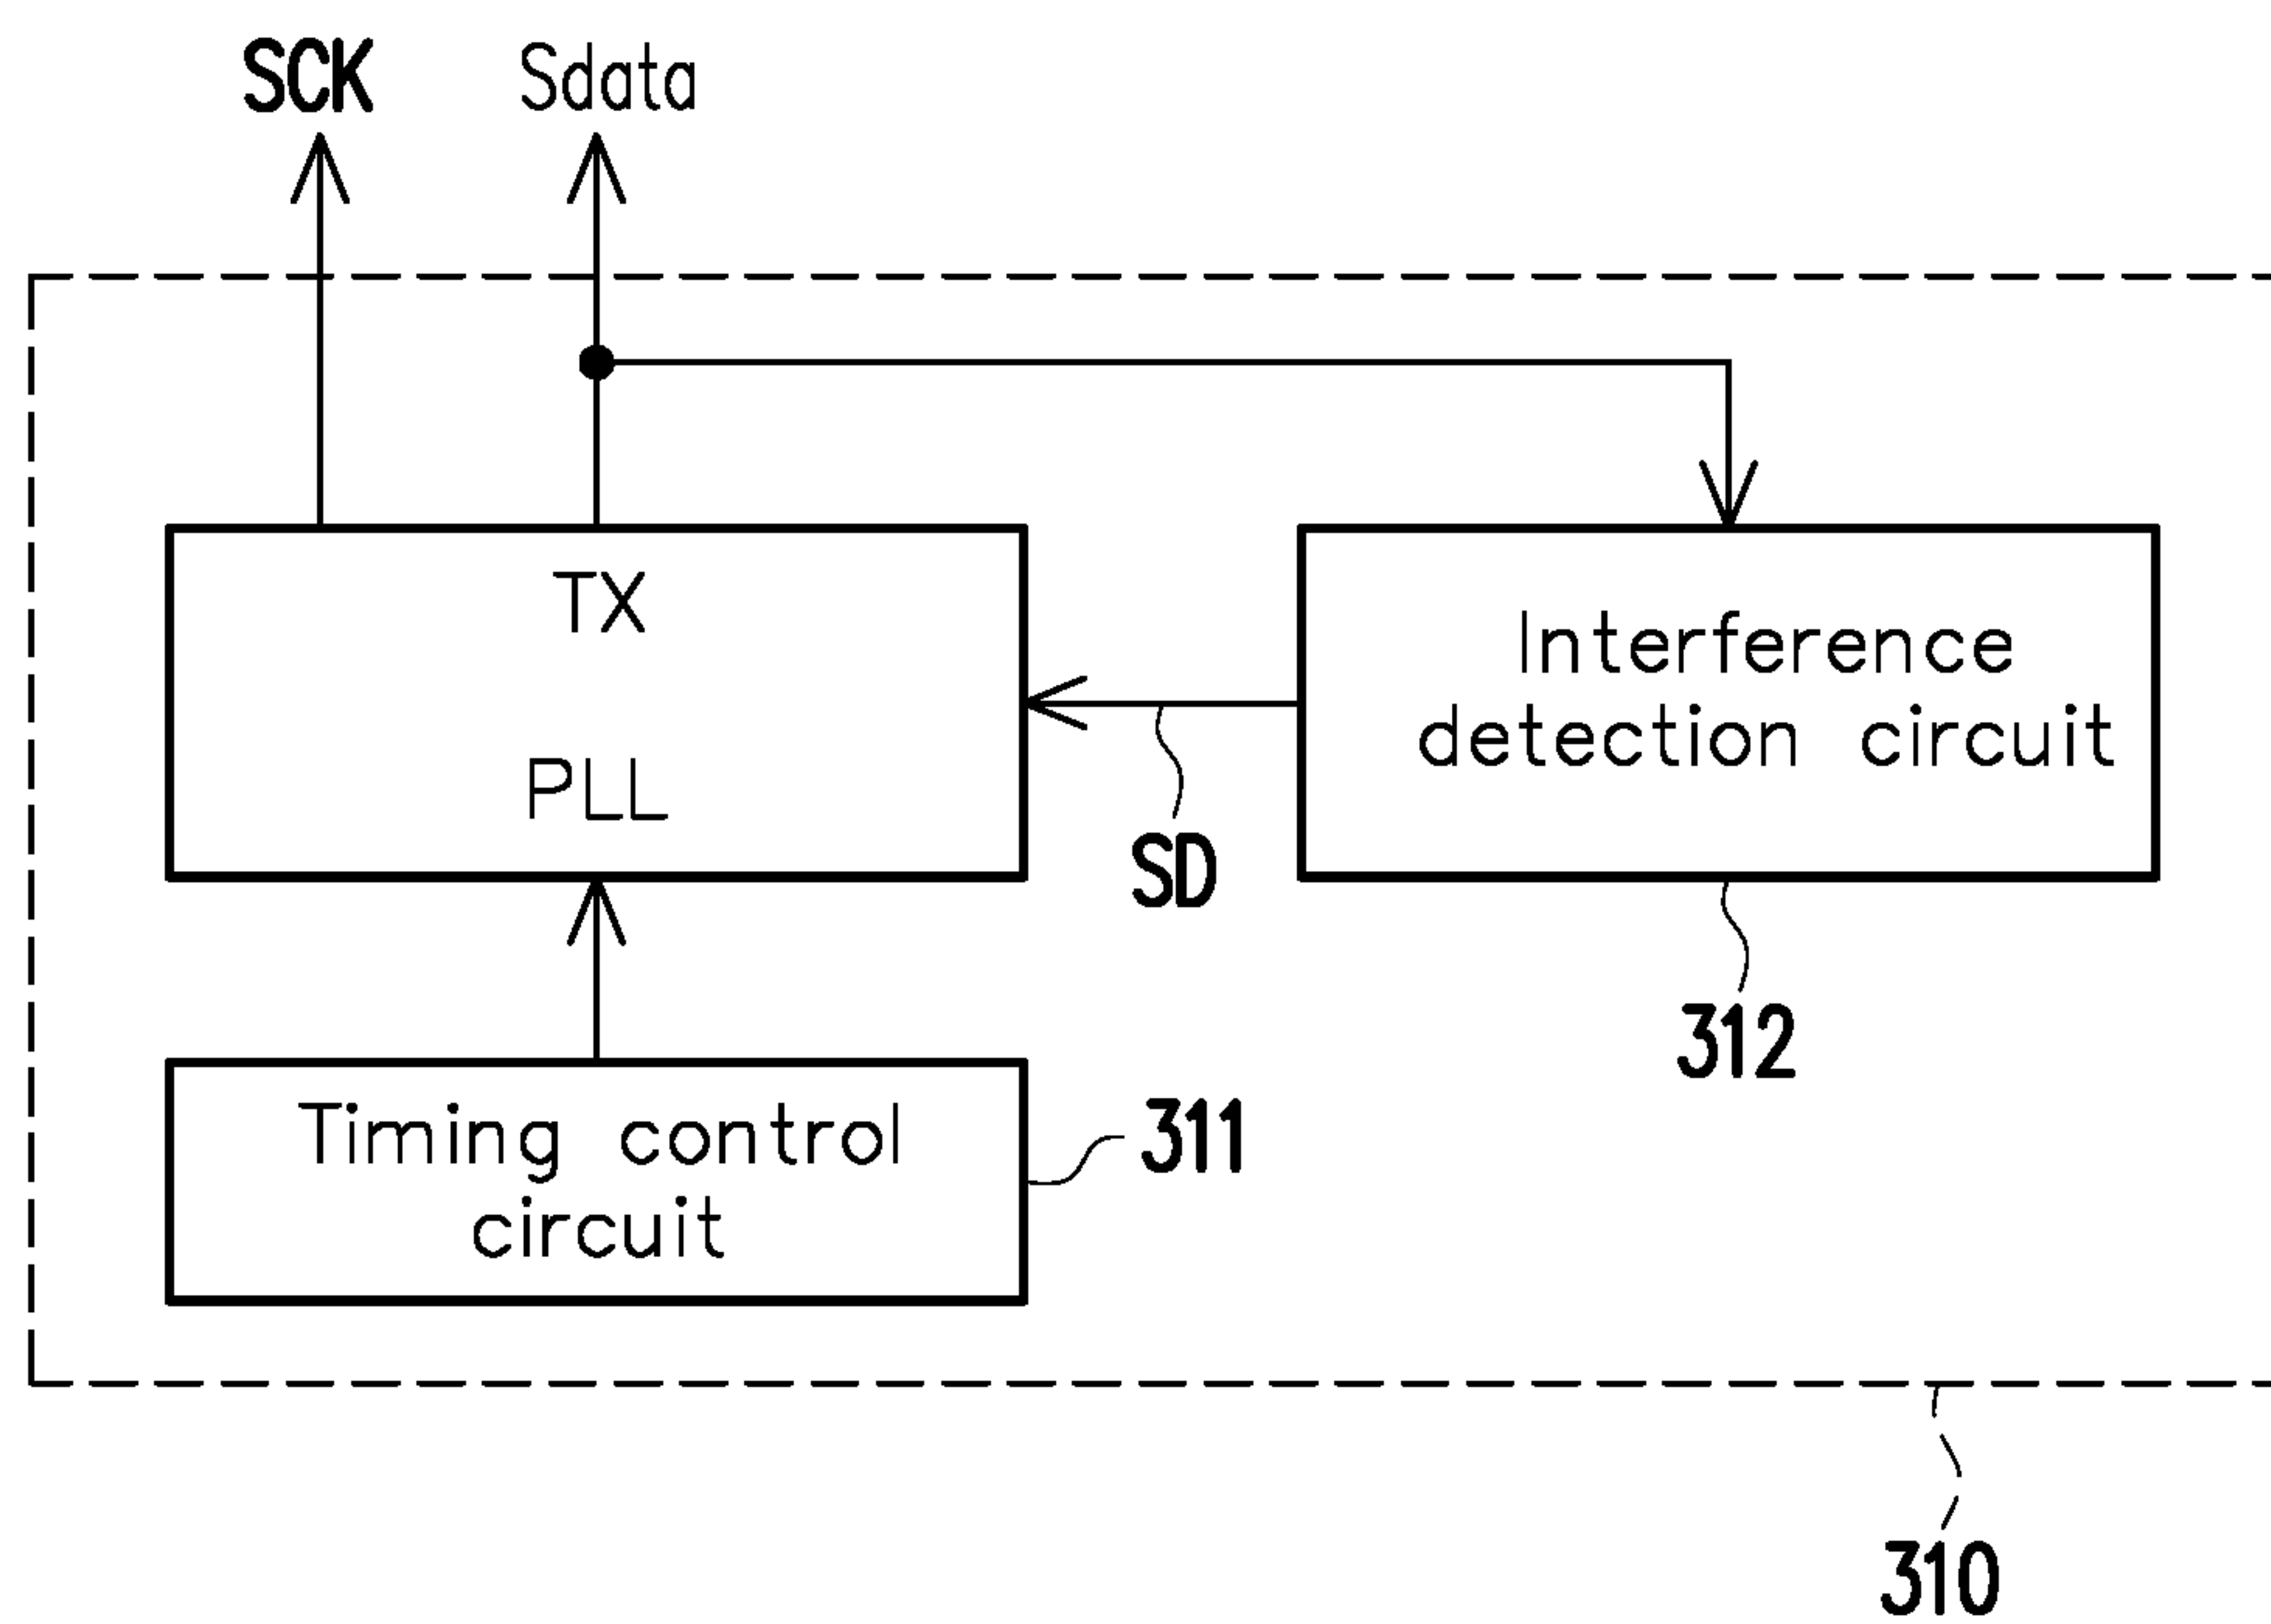 SCK
Sdata
TX
PLL
Interference
detection circuit
SD
312
Timing control
circuit
311
310